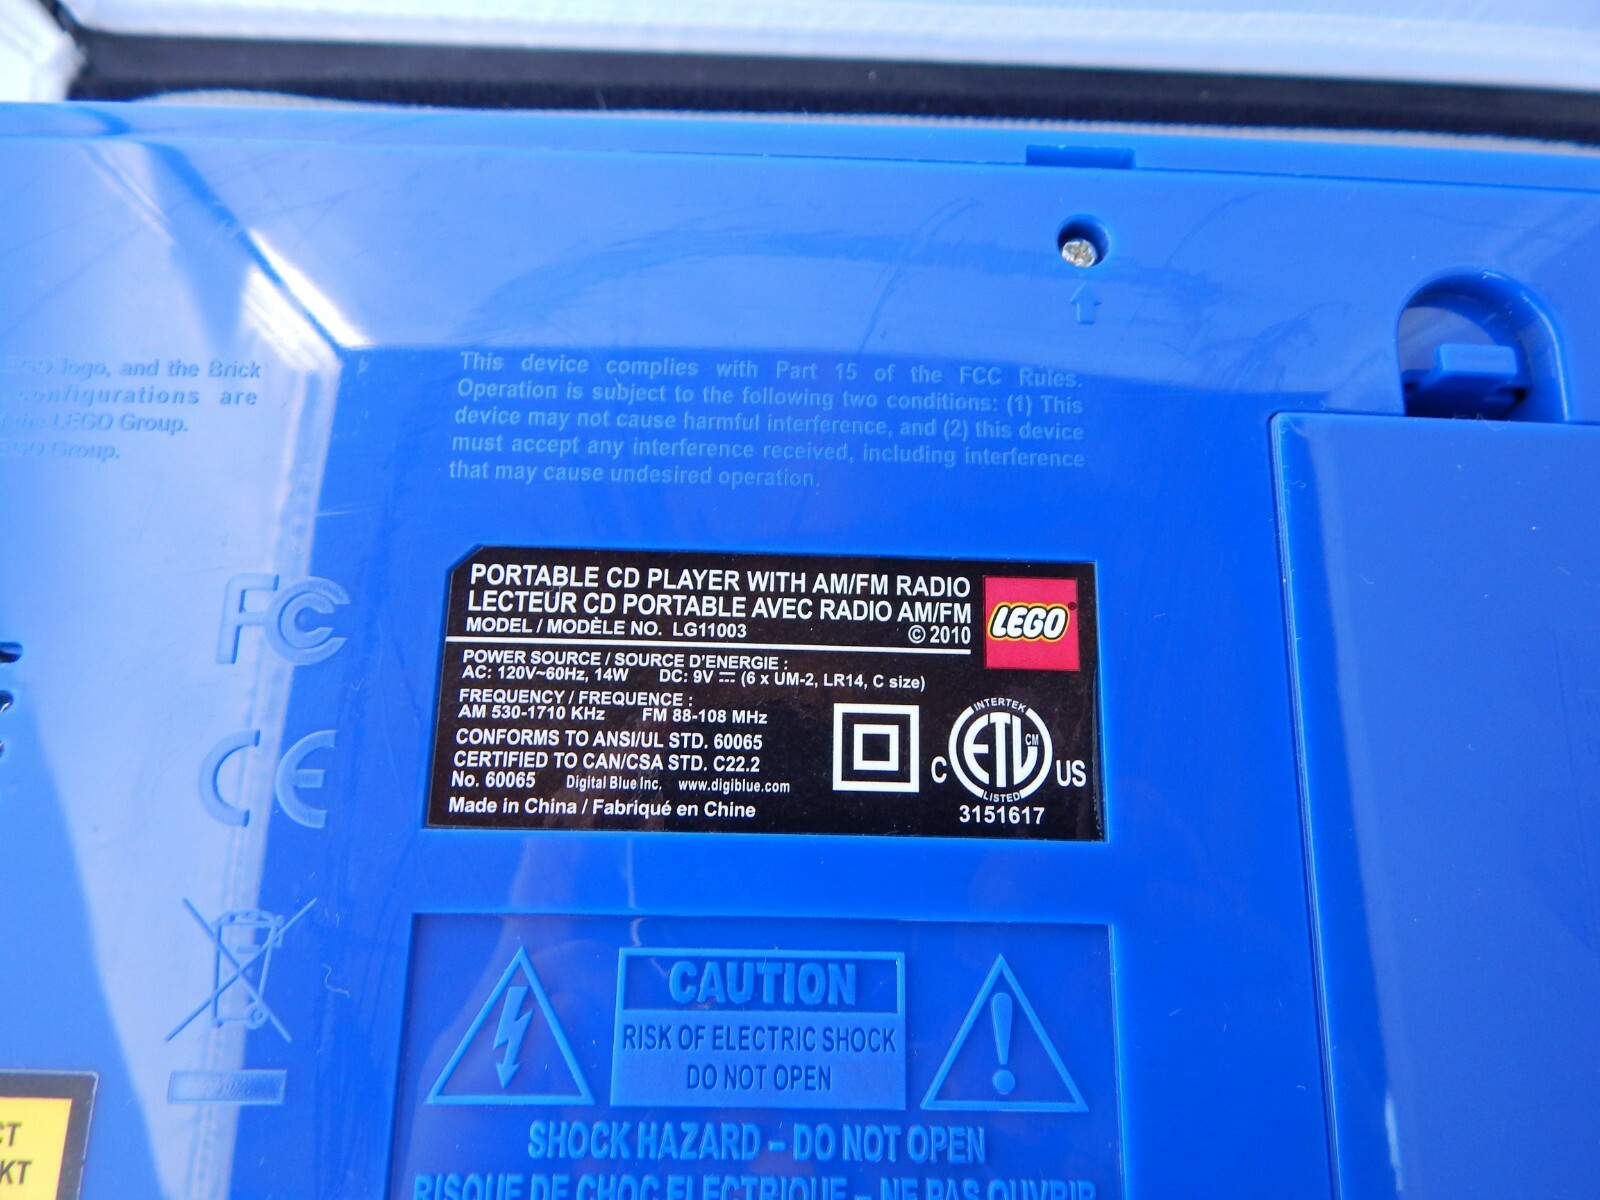 logo, and the Brick
configurations are
the LEGO Group.
Group.
This device complies with Part 15 of the FCC Rules.
Operation is subject to the following two conditions: (1) This
device may not cause harmful interference, and (2) this device
must accept any interference received, including interference
that may cause undesired operation.
FC
CE
PORTABLE CD PLAYER WITH AM/FM RADIO
LECTEUR CD PORTABLE AVEC RADIO AM/FM
MODEL / MODÈLE NO. LG11003 © 2010
LEGO®
POWER SOURCE / SOURCE D'ENERGIE :
AC: 120V~60Hz, 14W DC: 9V ⎓ (6 x UM-2, LR14, C size)
FREQUENCY / FREQUENCE :
AM 530-1710 KHz FM 88-108 MHz
CONFORMS TO ANSI/UL STD. 60065
CERTIFIED TO CAN/CSA STD. C22.2
No. 60065 Digital Blue Inc. www.digiblue.com
Made in China / Fabriqué en Chine
INTERTEK
C ETL CM US
LISTED
3151617
CAUTION
RISK OF ELECTRIC SHOCK
DO NOT OPEN
SHOCK HAZARD – DO NOT OPEN
RISQUE DE CHOC ELECTRIQUE – NE PAS OUVRIR
CT
KT